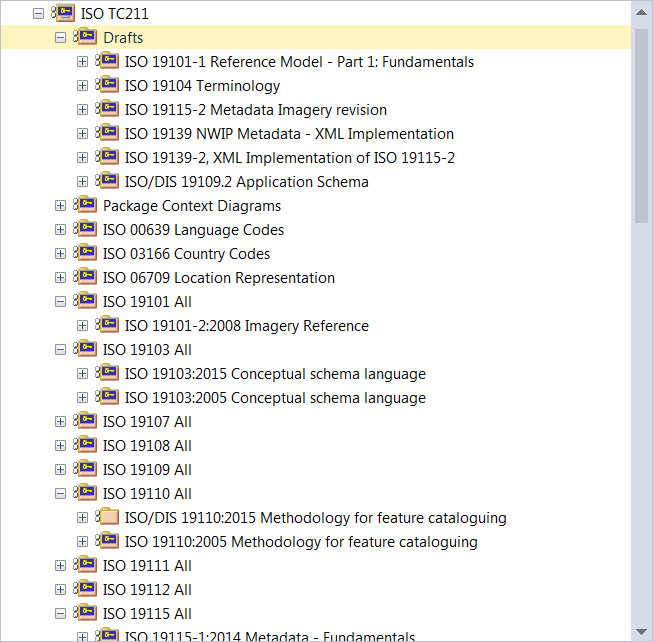 ISO TC211
Drafts
ISO 19101-1 Reference Model - Part 1: Fundamentals
ISO 19104 Terminology
ISO 19115-2 Metadata Imagery revision
ISO 19139 NWIP Metadata - XML Implementation
ISO 19139-2, XML Implementation of ISO 19115-2
ISO/DIS 19109.2 Application Schema
Package Context Diagrams
ISO 00639 Language Codes
ISO 03166 Country Codes
ISO 06709 Location Representation
ISO 19101 All
ISO 19101-2:2008 Imagery Reference
ISO 19103 All
ISO 19103:2015 Conceptual schema language
ISO 19103:2005 Conceptual schema language
ISO 19107 All
ISO 19108 All
ISO 19109 All
ISO 19110 All
ISO/DIS 19110:2015 Methodology for feature cataloguing
ISO 19110:2005 Methodology for feature cataloguing
ISO 19111 All
ISO 19112 All
ISO 19115 All
ISO 19115-1:2014 Metadata - Fundamentals